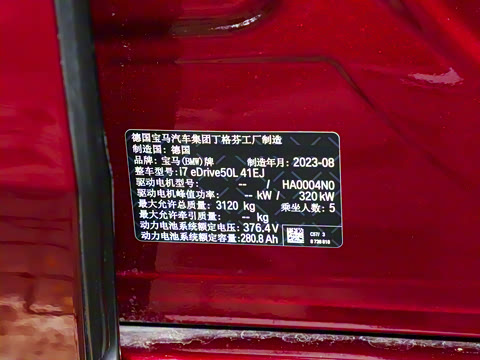 德国宝马汽车集团丁格芬工厂制造
制造国: 德国
品牌: 宝马(BMW)牌 制造年月: 2023-08
整车型号: i7 eDrive50L 41EJ
驱动电机型号: -- / HA0004N0
驱动电机峰值功率: -- kW / 320 kW
最大允许总质量: 3120 kg 乘坐人数: 5
最大允许牵引质量: -- kg
动力电池系统额定电压: 376.4V
动力电池系统额定容量: 280.8Ah